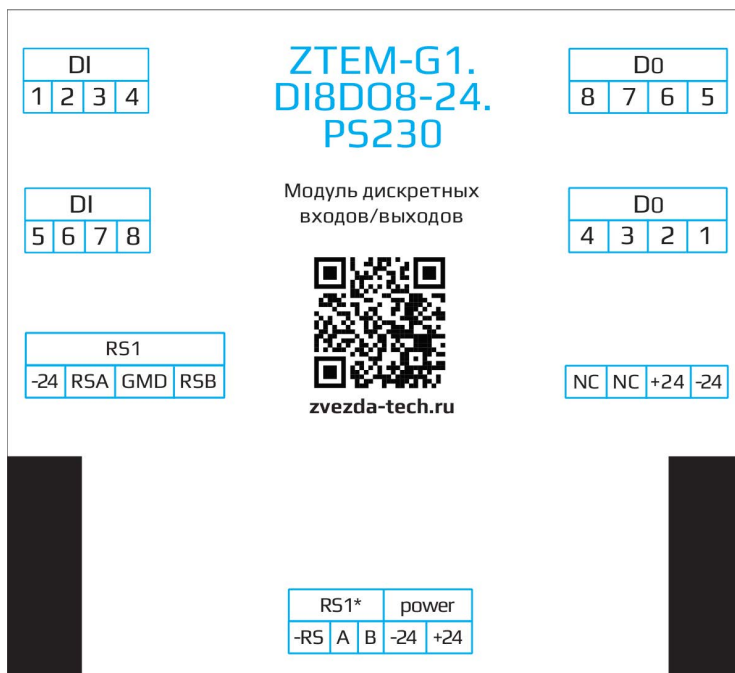 DI
1 2 3 4
ZTEM-G1.
DI8DO8-24.
PS230
Do
8 7 6 5
DI
5 6 7 8
Модуль дискретных
входов/выходов
Do
4 3 2 1
RS1
-24 RSA GMD RSB
zvezda-tech.ru
NC NC +24 -24
RS1* power
-RS A B -24 +24